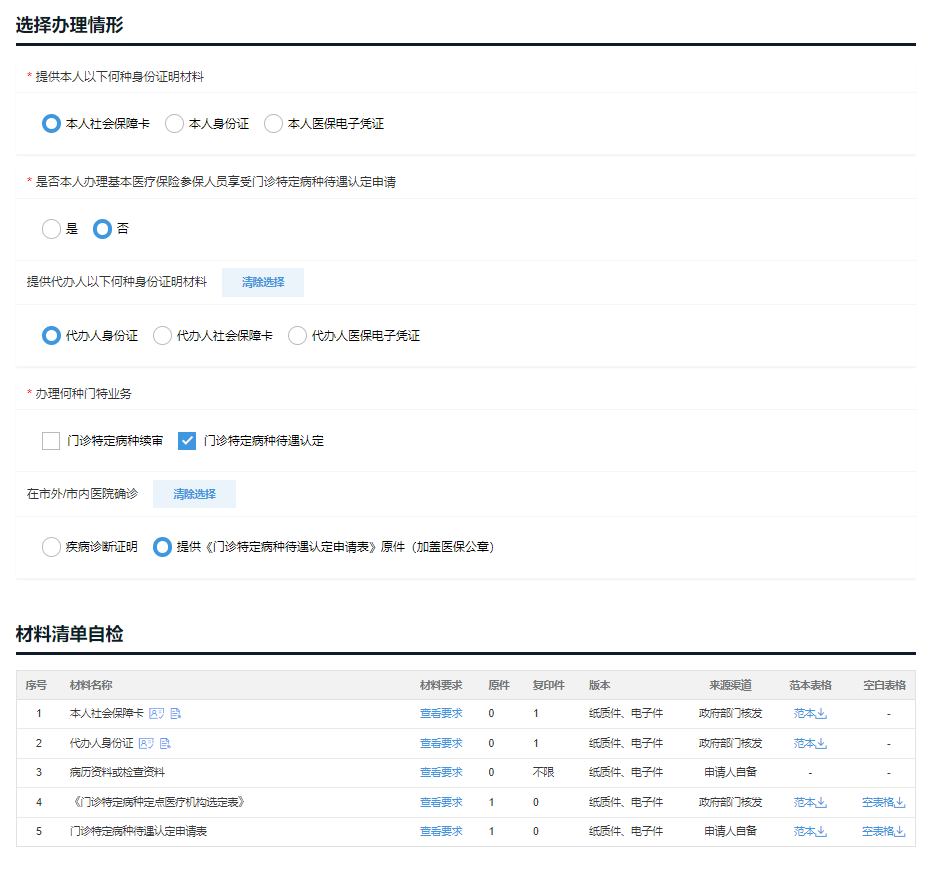 选择办理情形
* 提供本人以下何种身份证明材料
本人社会保障卡 本人身份证 本人医保电子凭证
* 是否本人办理基本医疗保险参保人员享受门诊特定病种待遇认定申请
是 否
提供代办人以下何种身份证明材料 清除选择
代办人身份证 代办人社会保障卡 代办人医保电子凭证
* 办理何种门特业务
门诊特定病种续审 门诊特定病种待遇认定
在市外/市内医院确诊 清除选择
疾病诊断证明 提供《门诊特定病种待遇认定申请表》原件（加盖医保公章）
材料清单自检
序号 材料名称 材料要求 原件 复印件 版本 来源渠道 范本表格 空白表格
1 本人社会保障卡 查看要求 0 1 纸质件、电子件 政府部门核发 范本 -
2 代办人身份证 查看要求 0 1 纸质件、电子件 政府部门核发 范本 -
3 病历资料或检查资料 查看要求 0 不限 纸质件、电子件 申请人自备 - -
4 《门诊特定病种定点医疗机构选定表》 查看要求 1 0 纸质件、电子件 政府部门核发 范本 空表格
5 门诊特定病种待遇认定申请表 查看要求 1 0 纸质件、电子件 申请人自备 范本 空表格